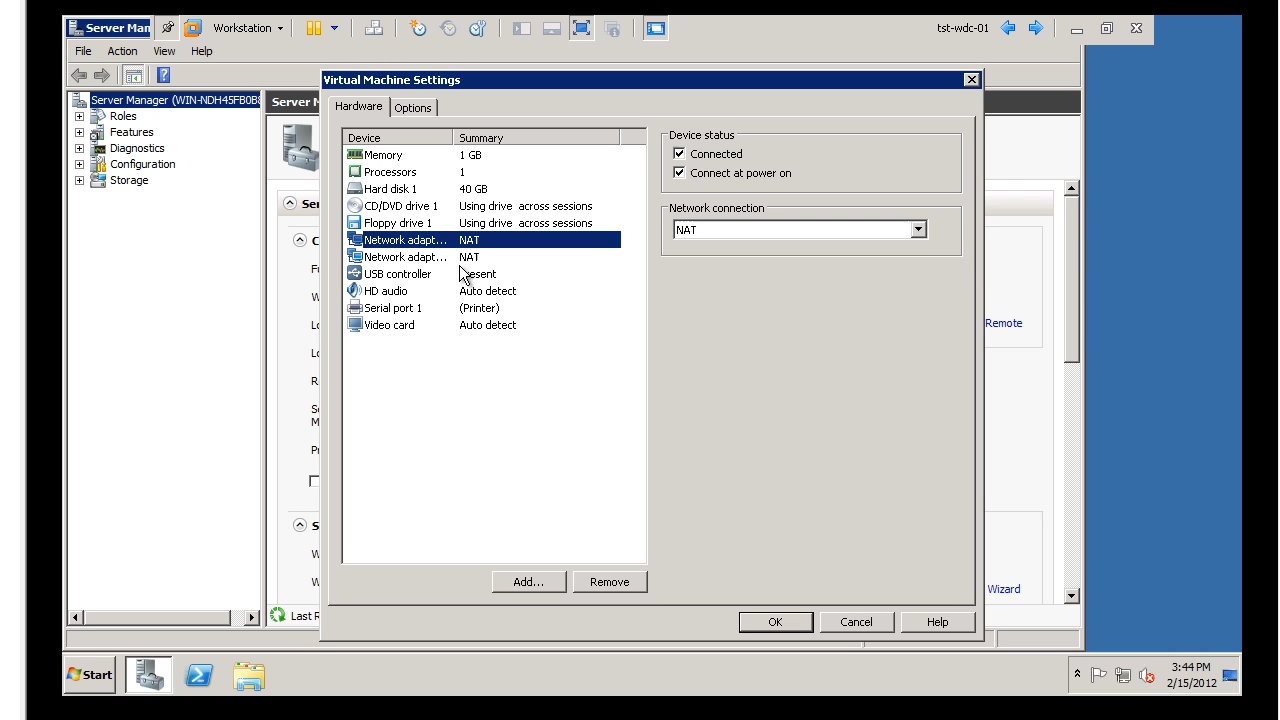 Server Man
Workstation
tst-wdc-01
File Action View Help
Server Manager (WIN-NDH45FB0B8
Roles
Features
Diagnostics
Configuration
Storage
Server M
Virtual Machine Settings
Hardware
Options
Device Summary
Memory 1 GB
Processors 1
Hard disk 1 40 GB
CD/DVD drive 1 Using drive across sessions
Floppy drive 1 Using drive across sessions
Network adapt... NAT
Network adapt... NAT
USB controller Present
HD audio Auto detect
Serial port 1 (Printer)
Video card Auto detect
Device status
Connected
Connect at power on
Network connection
NAT
Add...
Remove
OK
Cancel
Help
Remote
Wizard
Last R
Start
3:44 PM
2/15/2012